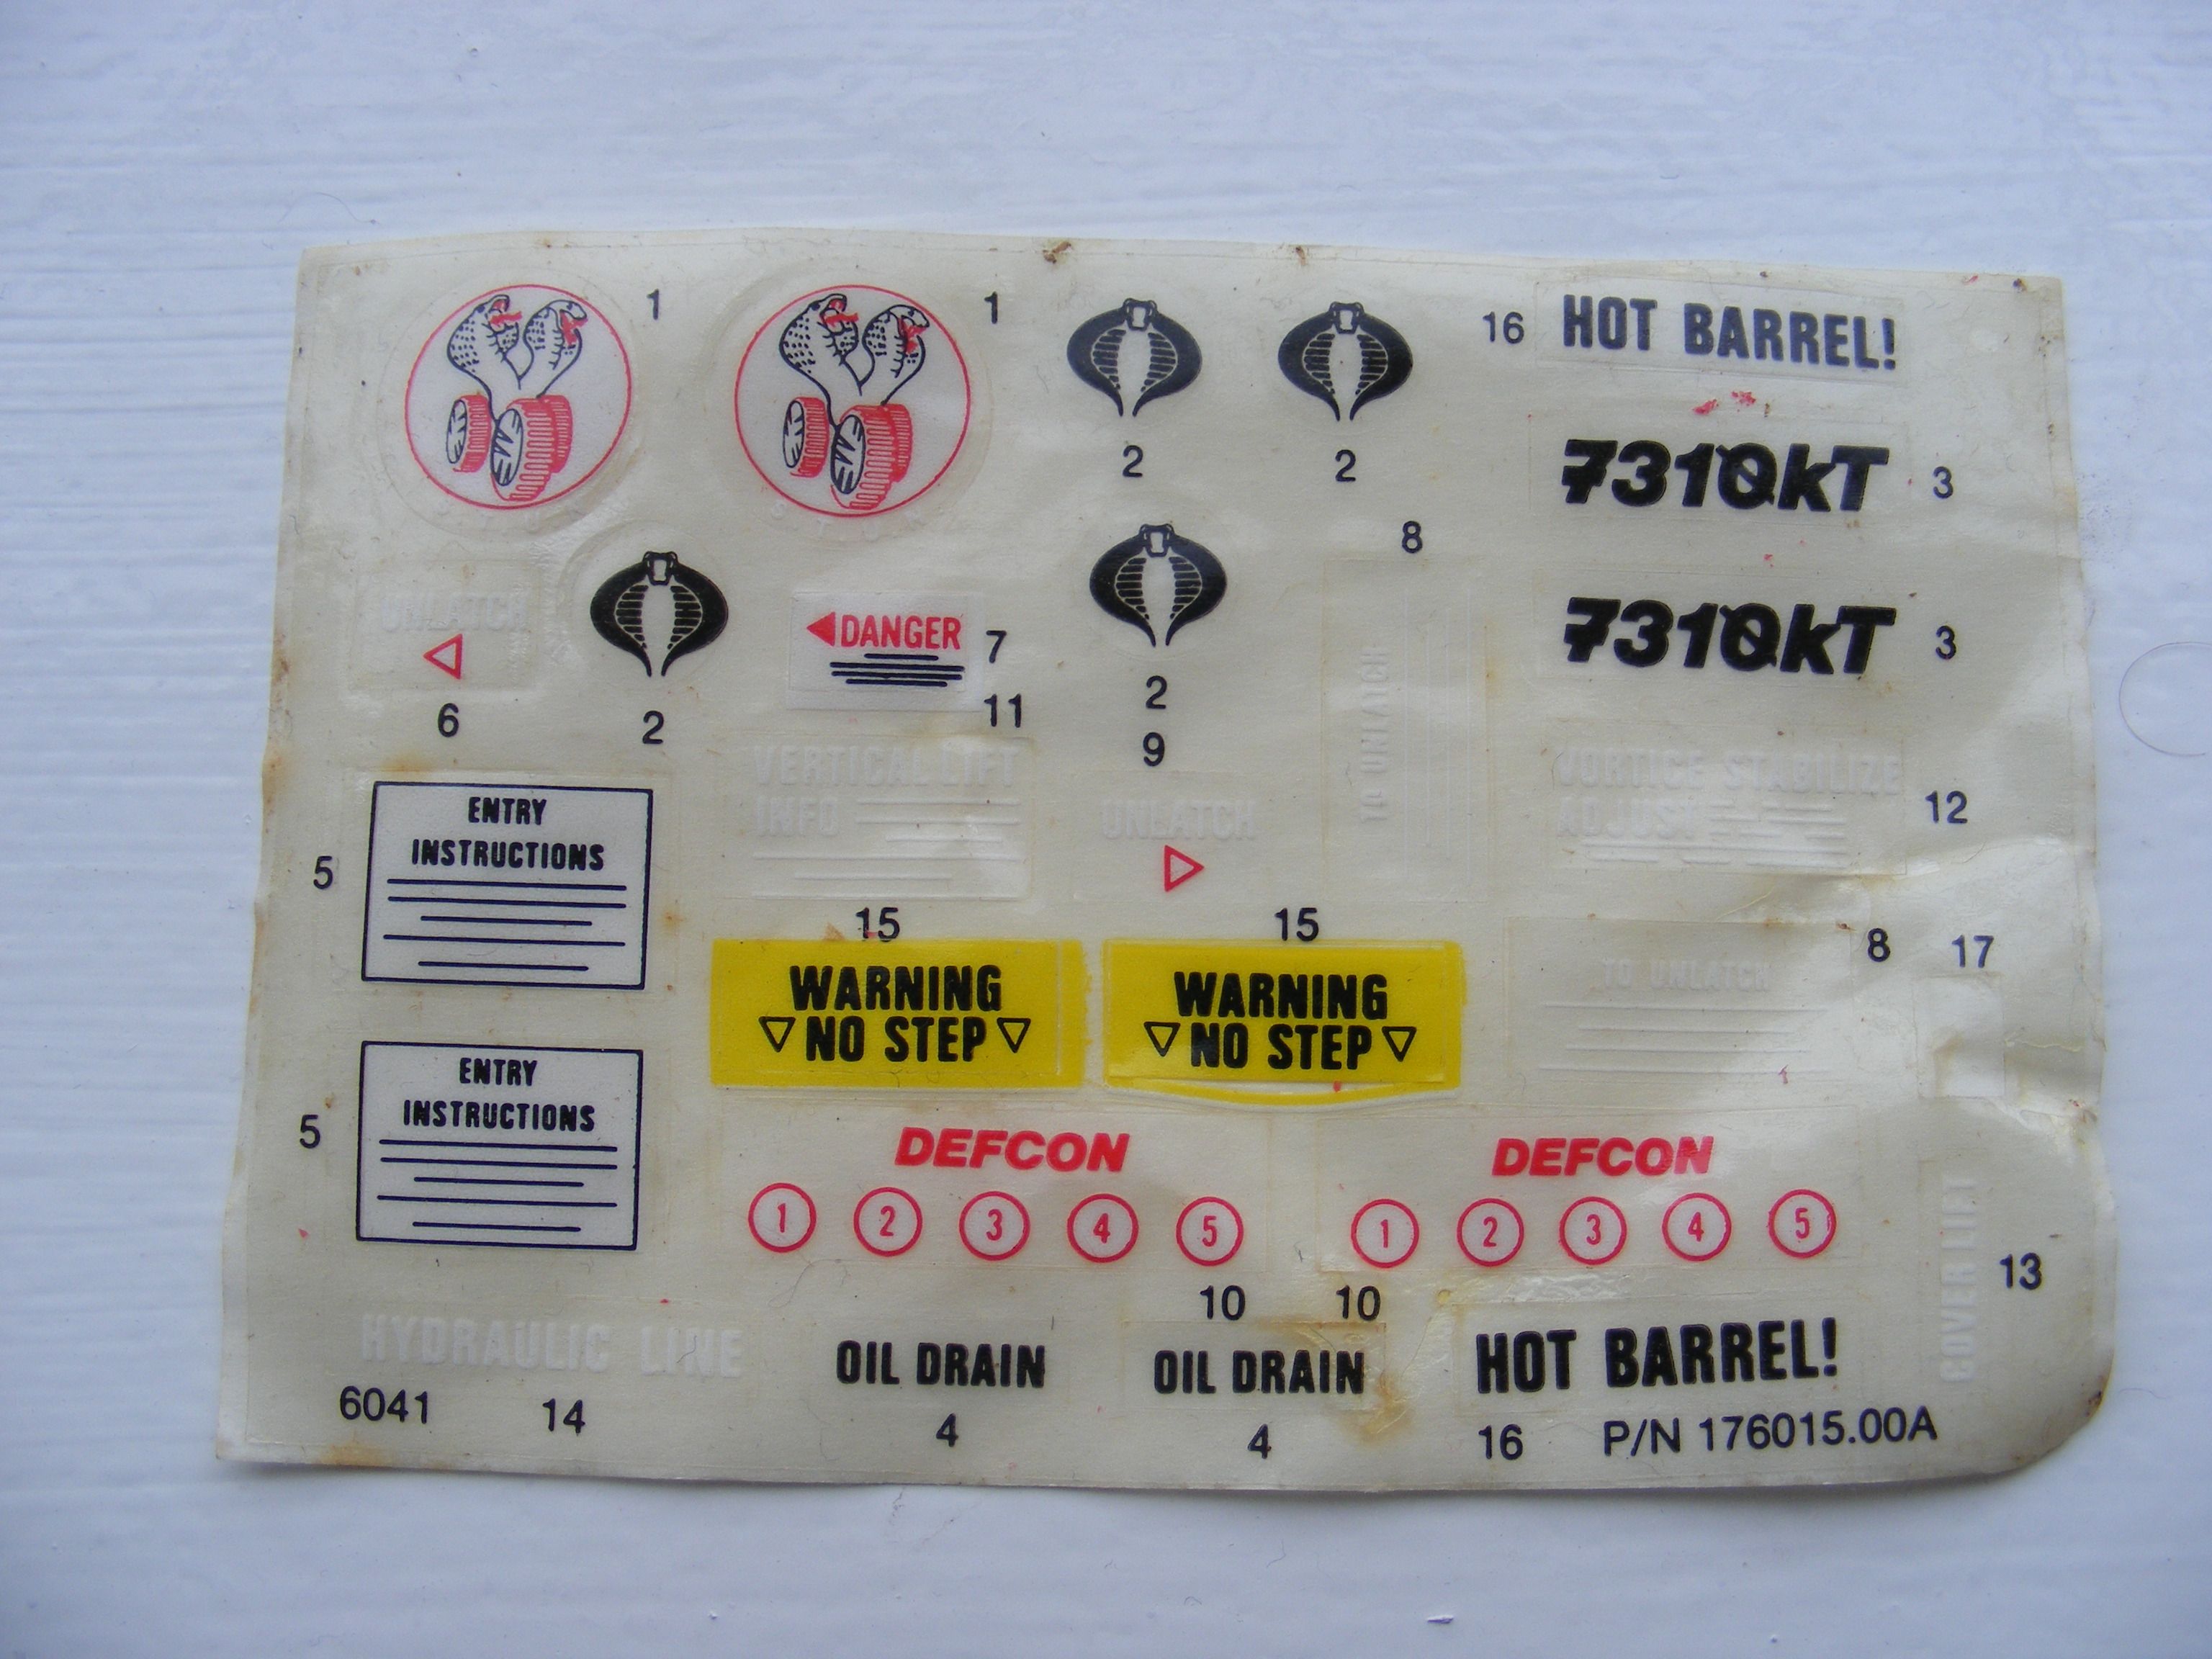 1
1
16
HOT BARREL!
2
2
7310kT
3
8
UNLATCH
6
2
DANGER
7
11
2
9
TO UNLATCH
7310kT
3
ENTRY
INSTRUCTIONS
5
VERTICAL LIFT
INFO
UNLATCH
VORTICE STABILIZE
ADJUST
12
15
WARNING
NO STEP
15
WARNING
NO STEP
TO UNLATCH
8
17
ENTRY
INSTRUCTIONS
5
DEFCON
1 2 3 4 5
10
DEFCON
1 2 3 4 5
10
COVER LIFT
13
HYDRAULIC LINE
6041
14
OIL DRAIN
4
OIL DRAIN
4
HOT BARREL!
16
P/N 176015.00A